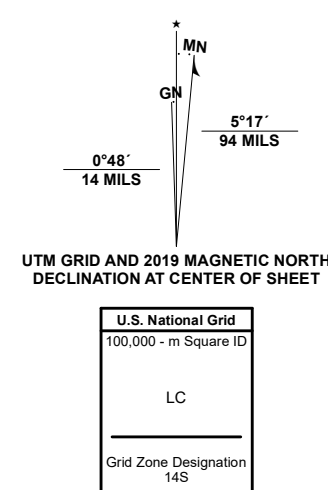 ★
MN
GN
5°17´
94 MILS
0°48´
14 MILS
UTM GRID AND 2019 MAGNETIC NORTH
DECLINATION AT CENTER OF SHEET
U.S. National Grid
100,000 - m Square ID
LC
Grid Zone Designation
14S